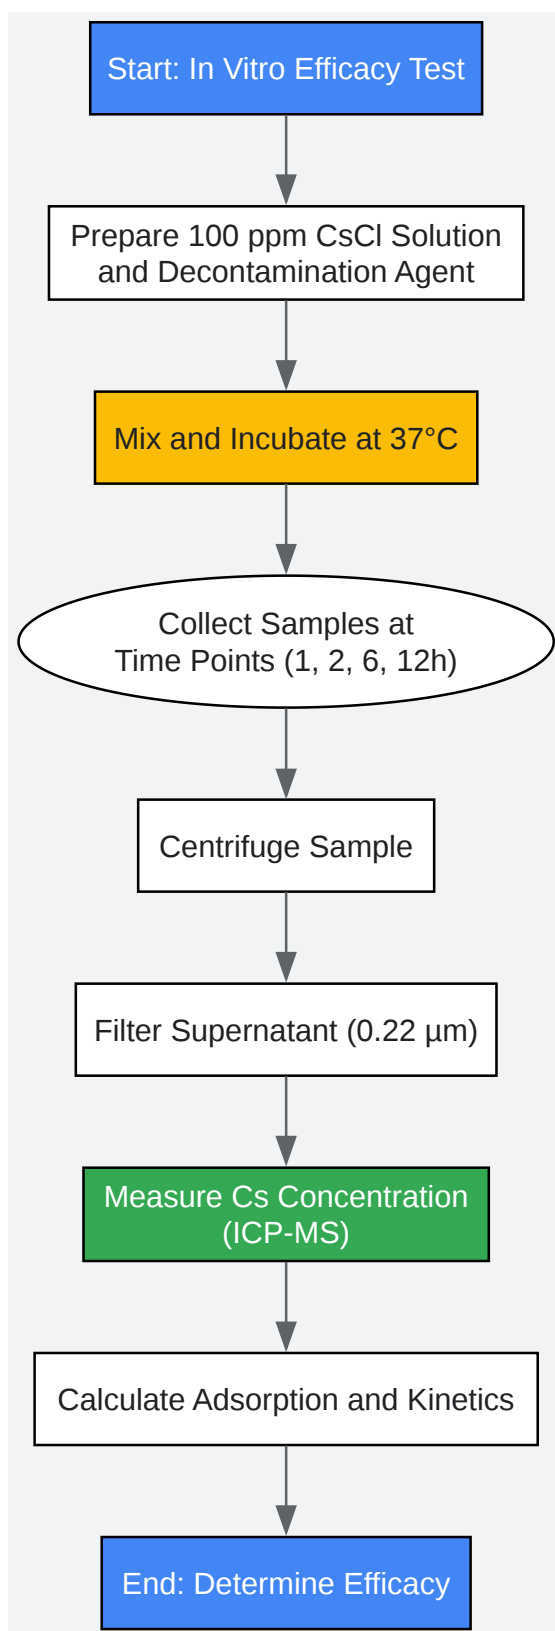 Start: In Vitro Efficacy Test
Prepare 100 ppm CsCl Solution
and Decontamination Agent
Mix and Incubate at 37°C
Collect Samples at
Time Points (1, 2, 6, 12h)
Centrifuge Sample
Filter Supernatant (0.22 µm)
Measure Cs Concentration
(ICP-MS)
Calculate Adsorption and Kinetics
End: Determine Efficacy